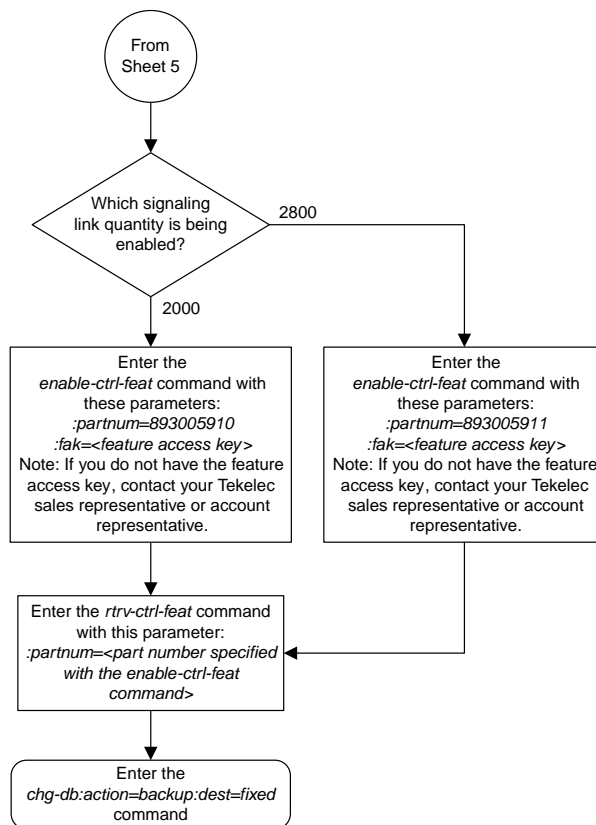 From
Sheet 5
Which signaling
link quantity is being
enabled?
2800
2000
Enter the
enable-ctrl-feat command with
these parameters:
:partnum=893005910
:fak=<feature access key>
Note: If you do not have the feature
access key, contact your Tekelec
sales representative or account
representative.
Enter the
enable-ctrl-feat command with
these parameters:
:partnum=893005911
:fak=<feature access key>
Note: If you do not have the feature
access key, contact your Tekelec
sales representative or account
representative.
Enter the rtrv-ctrl-feat command
with this parameter:
:partnum=<part number specified
with the enable-ctrl-feat
command>
Enter the
chg-db:action=backup:dest=fixed
command